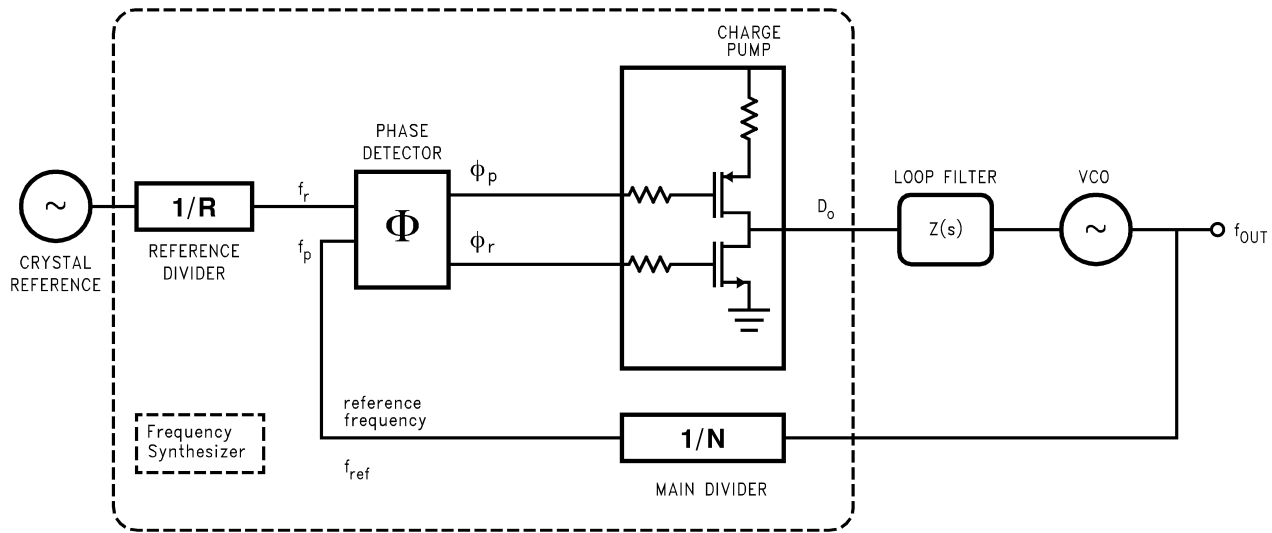 CHARGE
PUMP
PHASE
DETECTOR
ϕp
fr
1/R
Φ
fp
ϕr
REFERENCE
DIVIDER
~
CRYSTAL
REFERENCE
Do
LOOP FILTER
Z(s)
VCO
~
fOUT
reference
frequency
fref
1/N
MAIN DIVIDER
Frequency
Synthesizer